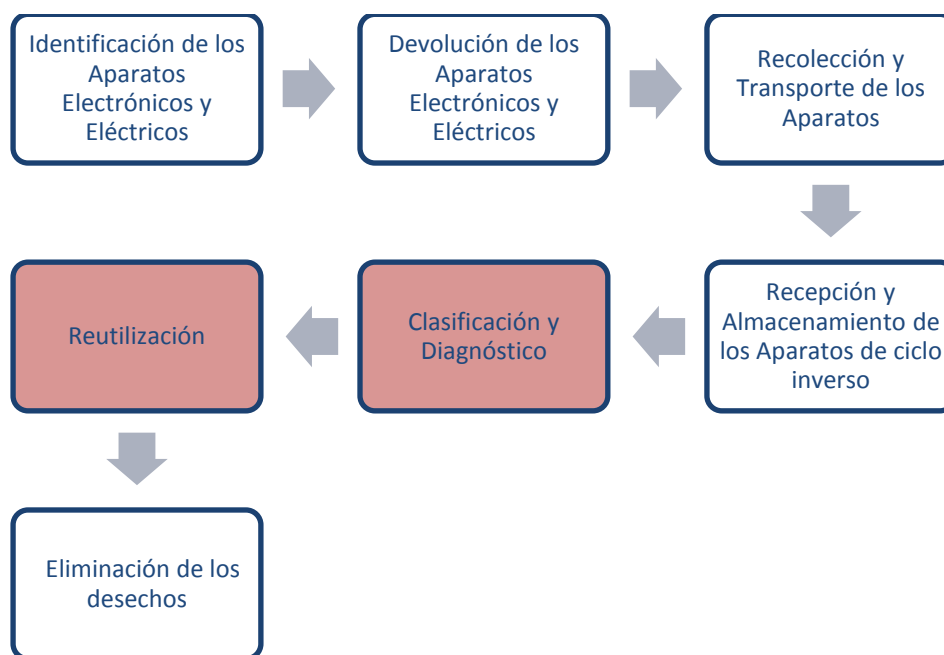 Identificación de los
Aparatos
Electrónicos y
Eléctricos
Devolución de los
Aparatos
Electrónicos y
Eléctricos
Recolección y
Transporte de los
Aparatos
Recepción y
Almacenamiento de
los Aparatos de ciclo
inverso
Clasificación y
Diagnóstico
Reutilización
Eliminación de los
desechos